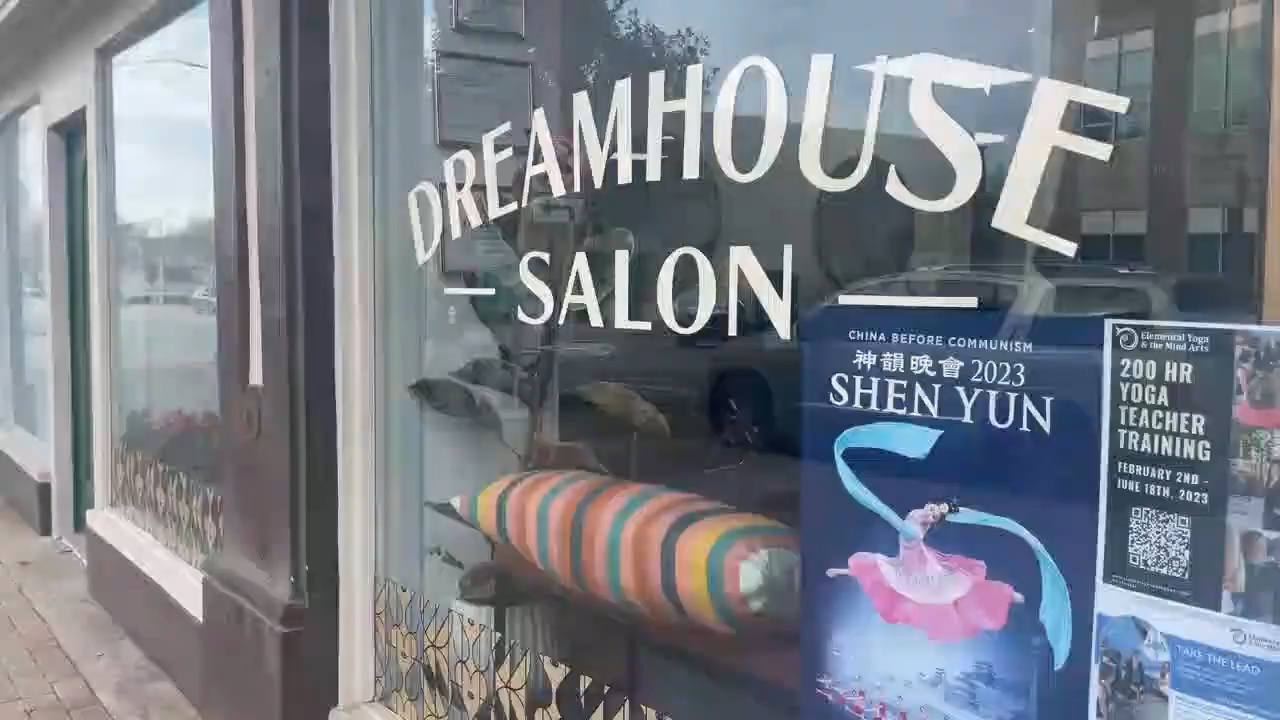 DREAMHOUSE
SALON
CHINA BEFORE COMMUNISM
神韻晚會 2023
SHEN YUN
Elemental Yoga
& the Mind Arts
200 HR
YOGA
TEACHER
TRAINING
FEBRUARY 2ND -
JUNE 18TH, 2023
TAKE THE LEAD